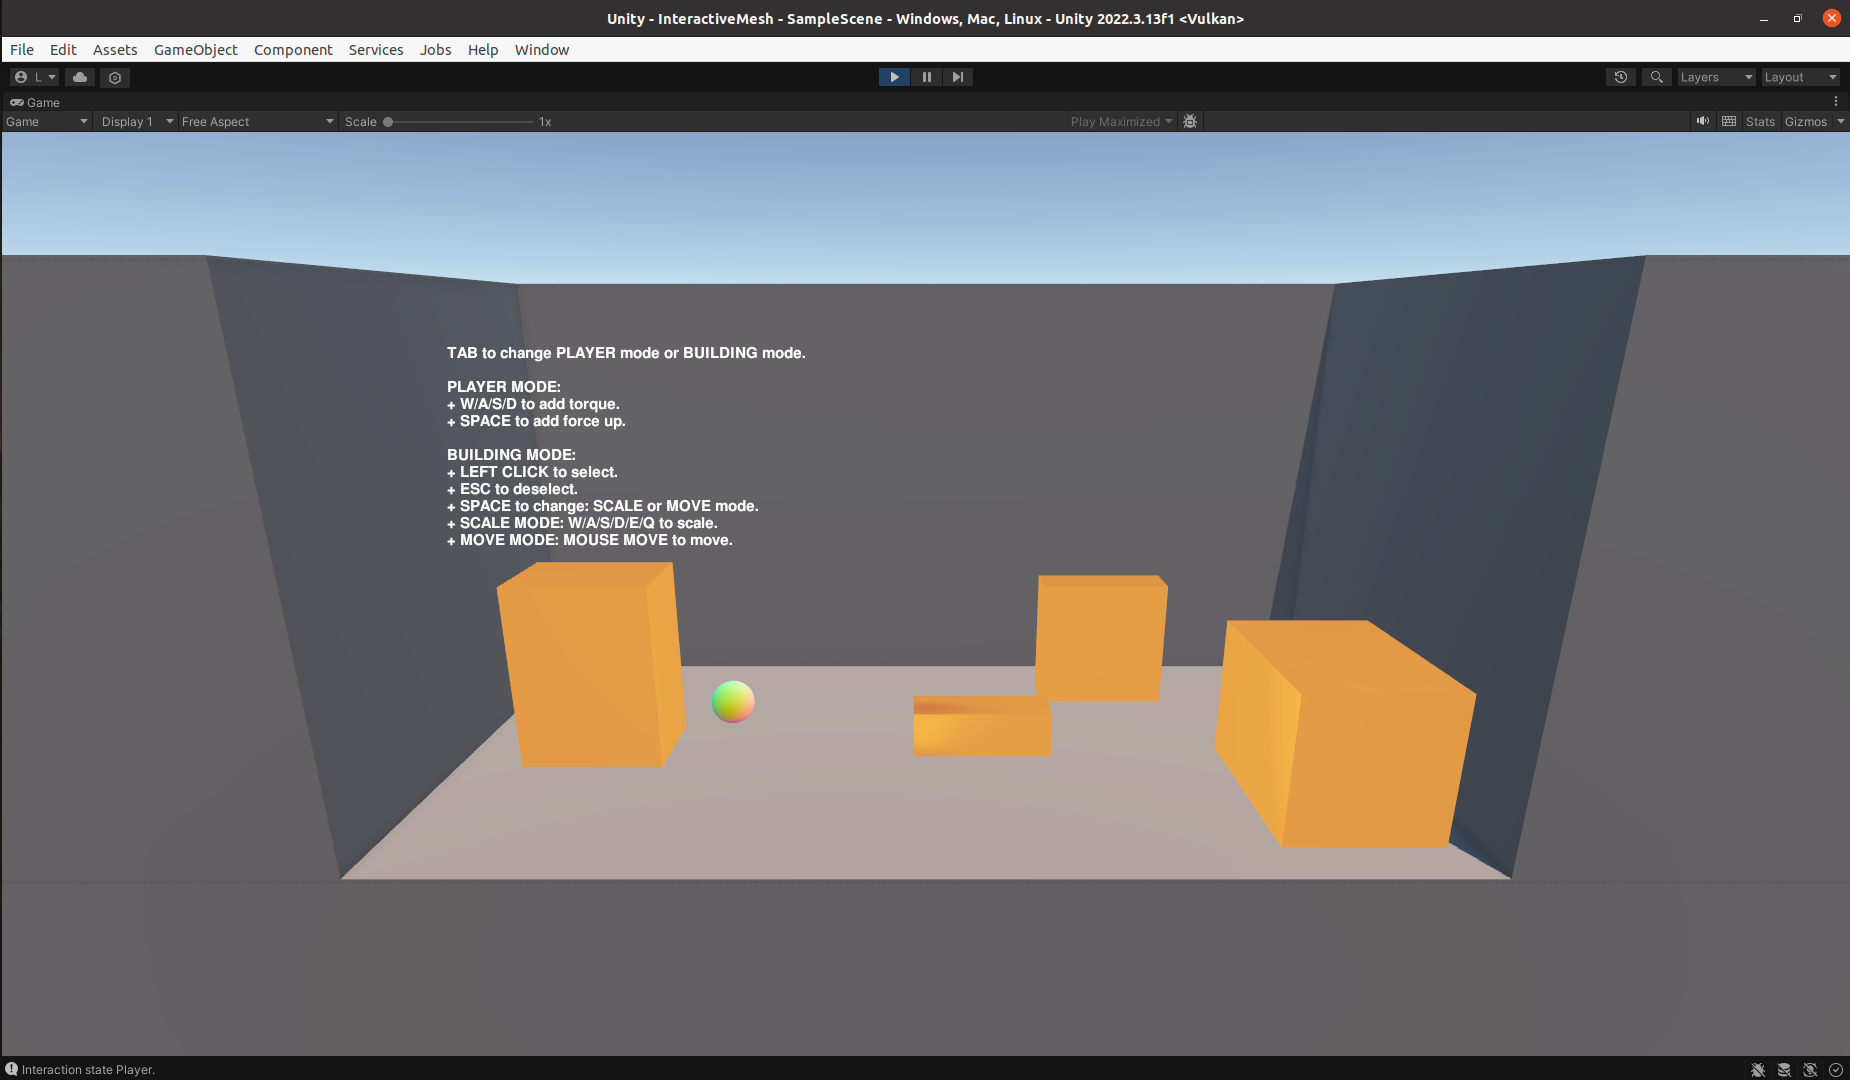 Unity - InteractiveMesh - SampleScene - Windows, Mac, Linux - Unity 2022.3.13f1 <Vulkan>
File Edit Assets GameObject Component Services Jobs Help Window
L Layers Layout
Game
Game Display 1 Free Aspect Scale 1x Play Maximized Stats Gizmos
TAB to change PLAYER mode or BUILDING mode.
PLAYER MODE:
+ W/A/S/D to add torque.
+ SPACE to add force up.
BUILDING MODE:
+ LEFT CLICK to select.
+ ESC to deselect.
+ SPACE to change: SCALE or MOVE mode.
+ SCALE MODE: W/A/S/D/E/Q to scale.
+ MOVE MODE: MOUSE MOVE to move.
Interaction state Player.